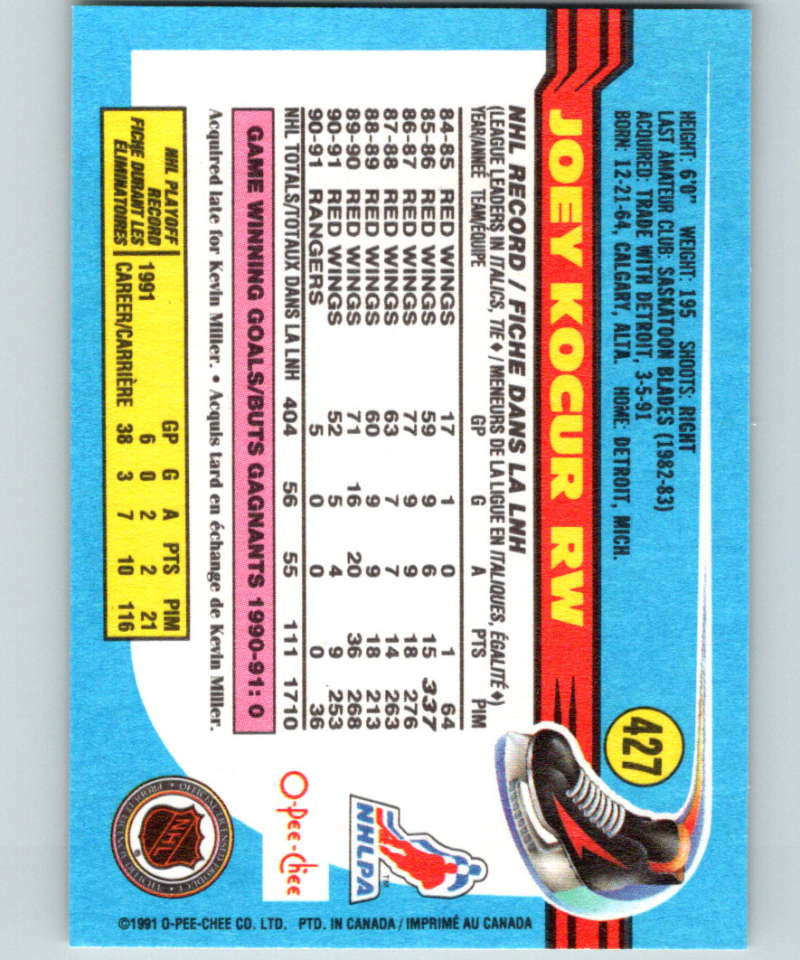 HEIGHT: 6'0" WEIGHT: 195 SHOOTS: RIGHT
LAST AMATEUR CLUB: SASKATOON BLADES (1982-83)
ACQUIRED: TRADE WITH DETROIT, 3-5-91
BORN: 12-21-64, CALGARY, ALTA. HOME: DETROIT, MICH.
427
JOEY KOCUR RW
NHL RECORD / FICHE DANS LA LNH
(LEAGUE LEADERS IN ITALICS, TIE ♦ / MENEURS DE LA LIGUE EN ITALIQUES, ÉGALITÉ ♦)
YEAR/ANNÉE TEAM/ÉQUIPE GP G A PTS PIM
84-85 RED WINGS 17 1 0 1 64
85-86 RED WINGS 59 9 6 15 337
86-87 RED WINGS 77 9 9 18 276
87-88 RED WINGS 63 7 7 14 263
88-89 RED WINGS 60 9 9 18 213
89-90 RED WINGS 71 16 20 36 268
90-91 RED WINGS 52 5 4 9 253
90-91 RANGERS 5 0 0 0 36
NHL TOTALS/TOTAUX DANS LA LNH 404 56 55 111 1710
GAME WINNING GOALS/BUTS GAGNANTS 1990-91: 0
Acquired late for Kevin Miller. • Acquis tard en échange de Kevin Miller.
NHL PLAYOFF RECORD
FICHE DURANT LES ÉLIMINATOIRES
GP G A PTS PIM
1991 6 0 2 2 21
CAREER/CARRIÈRE 38 3 7 10 116
NHLPA TM
O-Pee-Chee
NHL
©1991 O-PEE-CHEE CO. LTD. PTD. IN CANADA / IMPRIMÉ AU CANADA